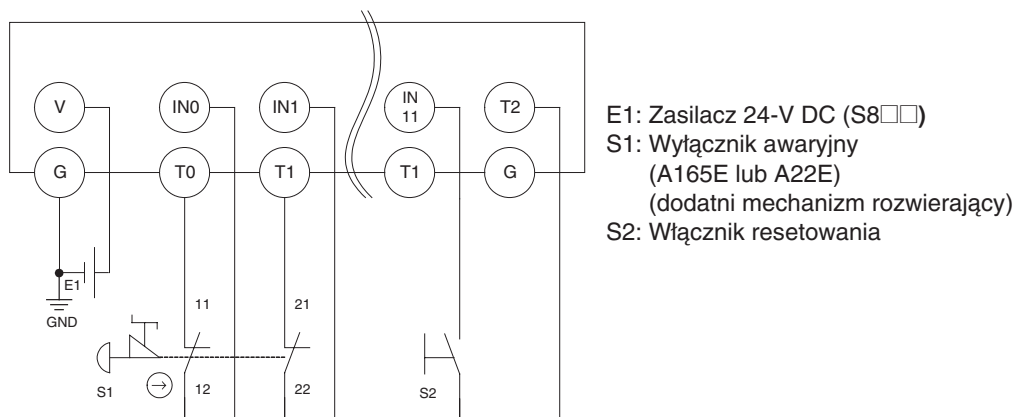 V
IN0
IN1
IN
11
T2
G
T0
T1
T1
G
E1
GND
11
21
S1
12
22
S2
E1: Zasilacz 24-V DC (S8□□)
S1: Wyłącznik awaryjny
(A165E lub A22E)
(dodatni mechanizm rozwierający)
S2: Włącznik resetowania